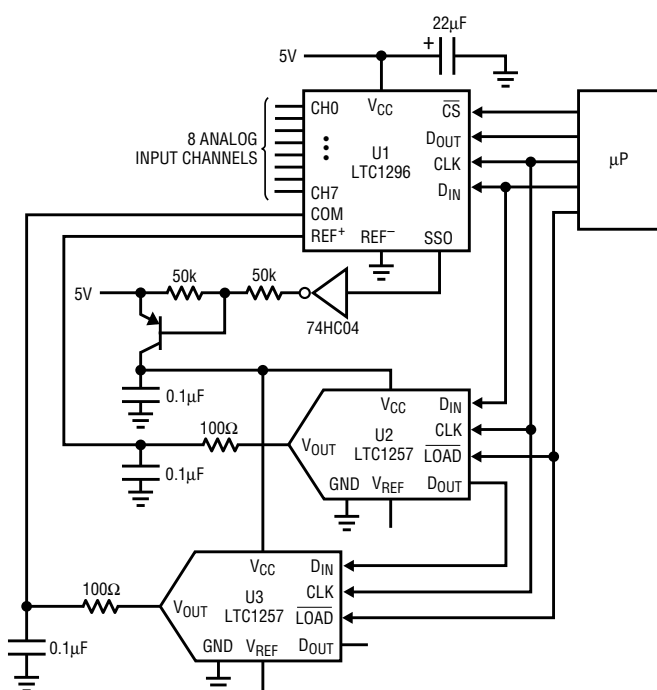 22µF
+
5V
8 ANALOG
INPUT CHANNELS
CH0
CH7
COM
REF+
VCC
U1
LTC1296
REF−
SSO
CS
DOUT
CLK
DIN
µP
50k
50k
5V
74HC04
0.1µF
100Ω
0.1µF
VCC
VOUT
U2
LTC1257
GND
VREF
DIN
CLK
LOAD
DOUT
100Ω
0.1µF
VCC
VOUT
U3
LTC1257
GND
VREF
DIN
CLK
LOAD
DOUT